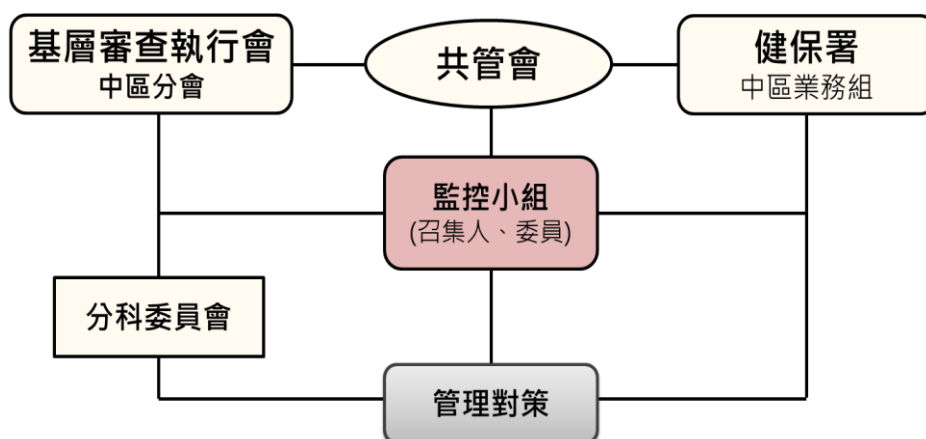 基層審查執行會
中區分會
共管會
健保署
中區業務組
監控小組
(召集人、委員)
分科委員會
管理對策